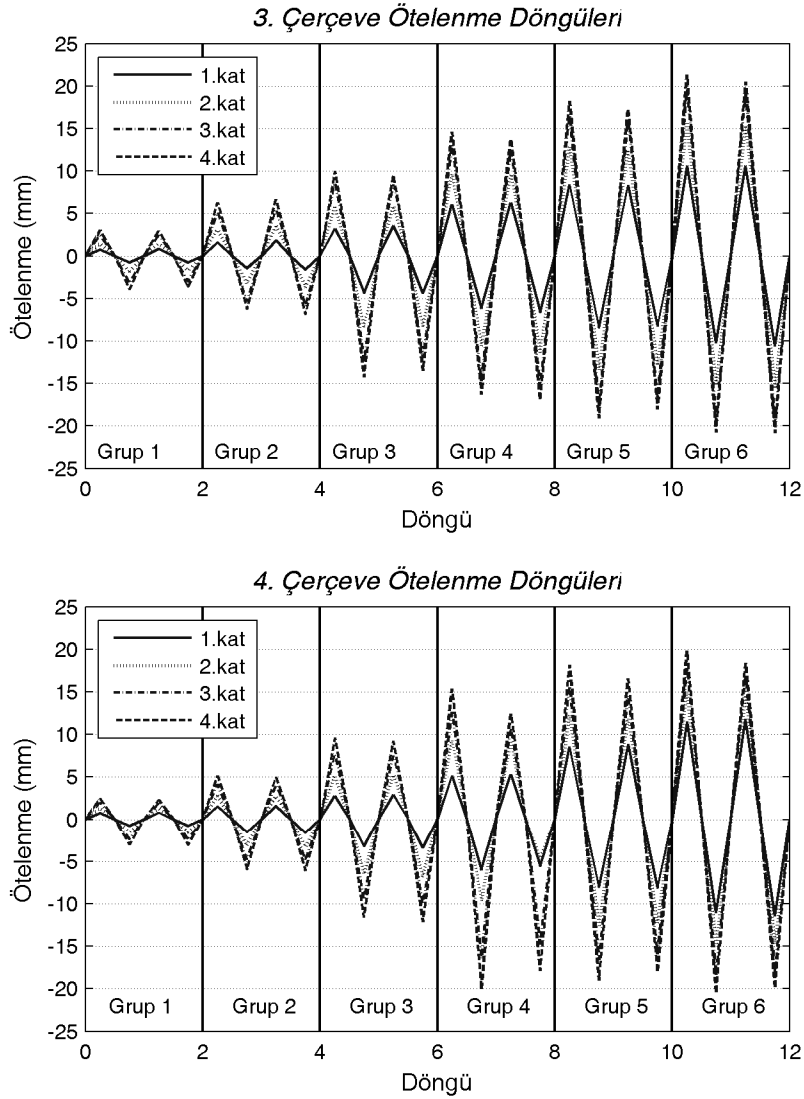 3. Çerçeve Ötelenme Döngüleri
25
20
15
10
5
0
-5
-10
-15
-20
-25
Ötelenme (mm)
1.kat
2.kat
3.kat
4.kat
Grup 1 Grup 2 Grup 3 Grup 4 Grup 5 Grup 6
0 2 4 6 8 10 12
Döngü
4. Çerçeve Ötelenme Döngüleri
25
20
15
10
5
0
-5
-10
-15
-20
-25
Ötelenme (mm)
1.kat
2.kat
3.kat
4.kat
Grup 1 Grup 2 Grup 3 Grup 4 Grup 5 Grup 6
0 2 4 6 8 10 12
Döngü